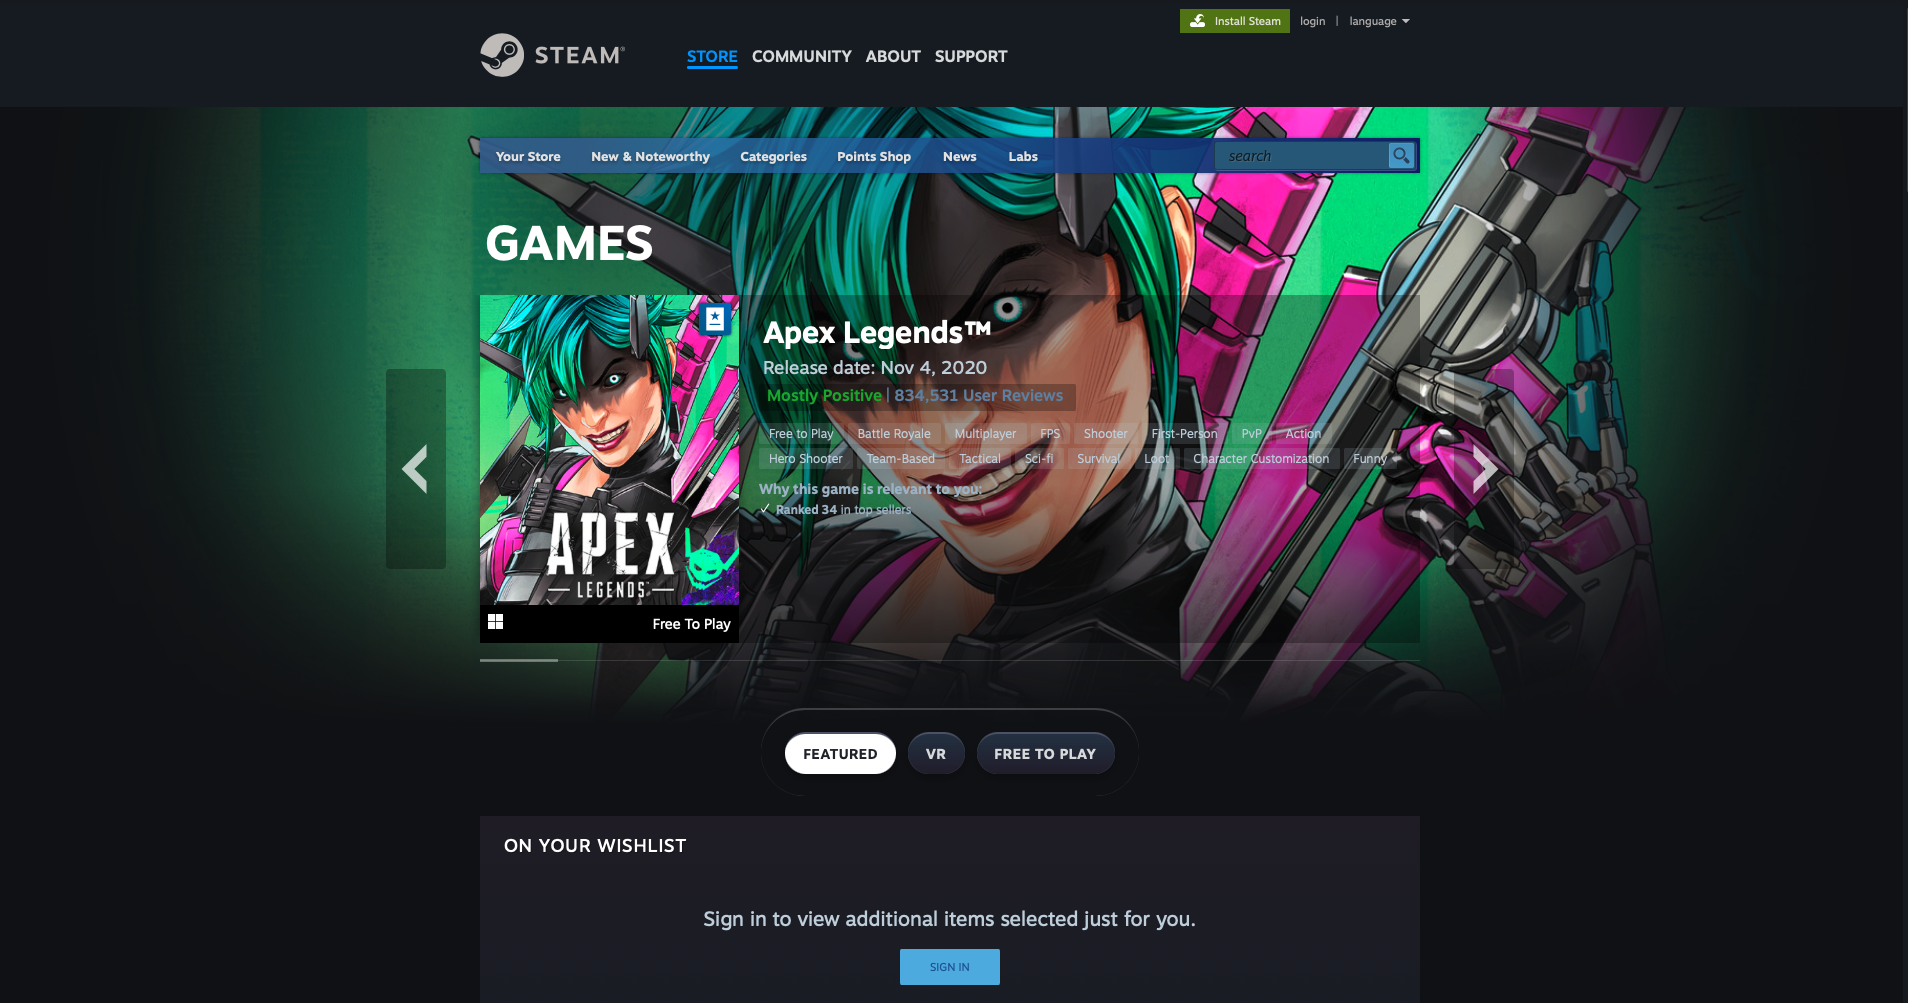 Install Steam login | language
STEAM®
STORE COMMUNITY ABOUT SUPPORT
Your Store New & Noteworthy Categories Points Shop News Labs search
GAMES
Apex Legends™
Release date: Nov 4, 2020
Mostly Positive | 834,531 User Reviews
Free to Play Battle Royale Multiplayer FPS Shooter First-Person PvP Action
Hero Shooter Team-Based Tactical Sci-fi Survival Loot Character Customization Funny
Why this game is relevant to you:
Ranked 34 in top sellers
APEX
LEGENDS™
Free To Play
FEATURED VR FREE TO PLAY
ON YOUR WISHLIST
Sign in to view additional items selected just for you.
SIGN IN